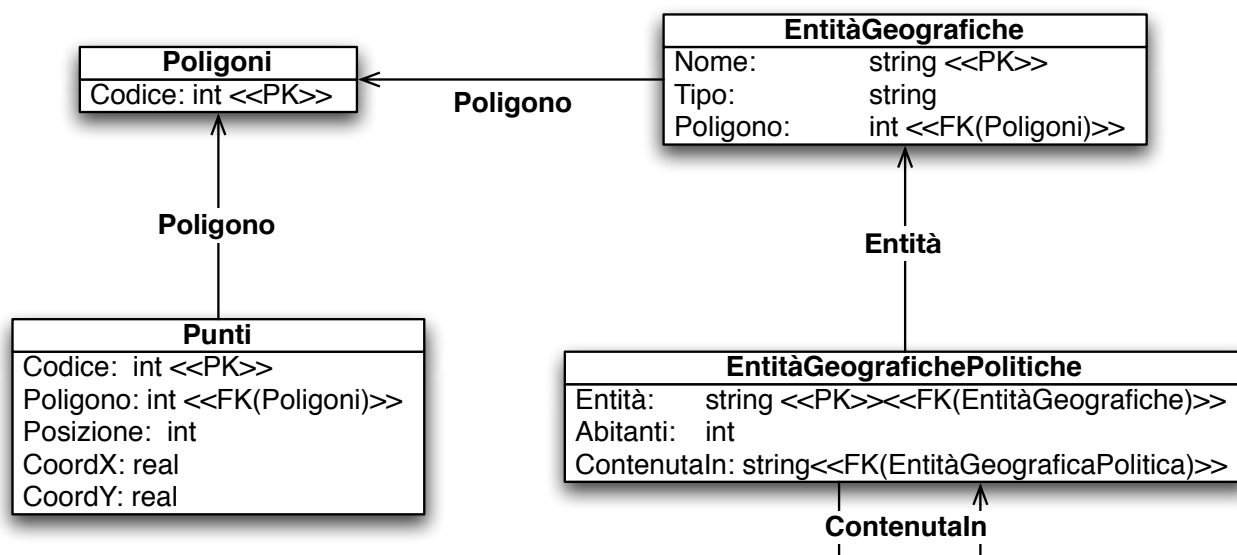 Poligoni
Codice: int <<PK>>
Poligono
EntitàGeografiche
Nome: string <<PK>>
Tipo: string
Poligono: int <<FK(Poligoni)>>
Poligono
Entità
Punti
Codice: int <<PK>>
Poligono: int <<FK(Poligoni)>>
Posizione: int
CoordX: real
CoordY: real
EntitàGeografichePolitiche
Entità: string <<PK>><<FK(EntitàGeografiche)>>
Abitanti: int
ContenutaIn: string<<FK(EntitàGeograficaPolitica)>>
ContenutaIn